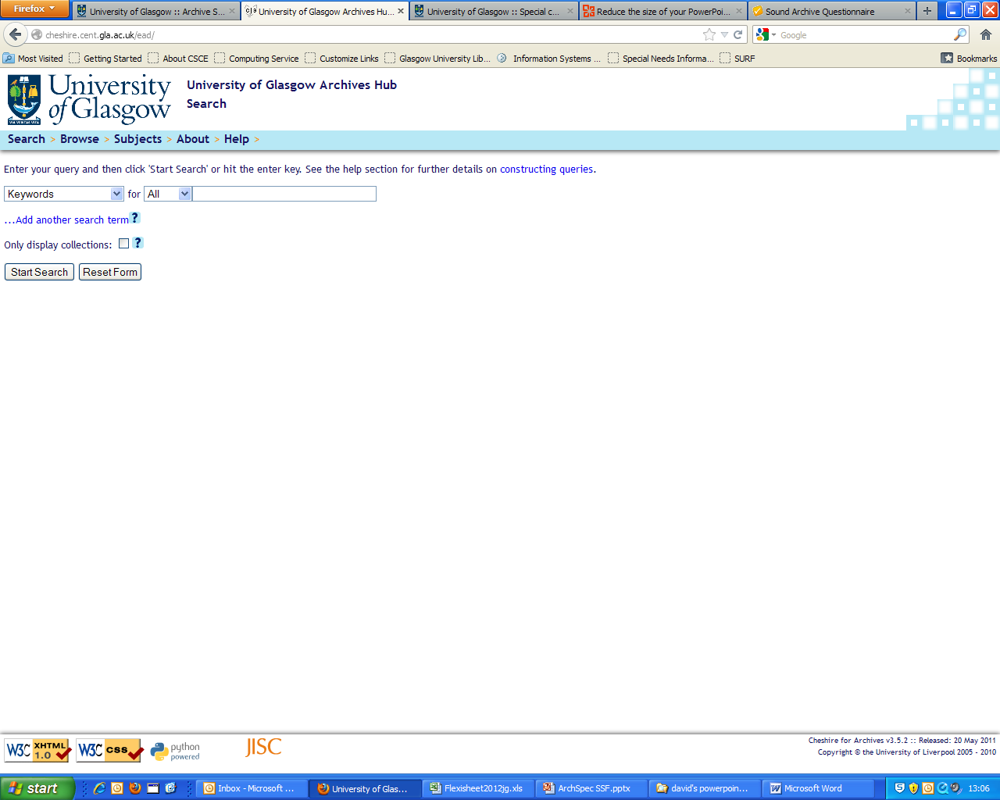 Firefox
University of Glasgow :: Archive S...
University of Glasgow Archives Hu...
University of Glasgow :: Special c...
Reduce the size of your PowerPoi...
Sound Archive Questionnaire
cheshire.cent.gla.ac.uk/ead/
Google
Most Visited
Getting Started
About CSCE
Computing Service
Customize Links
Glasgow University Lib...
Information Systems ...
Special Needs Informa...
SURF
Bookmarks
University of Glasgow
VIA VERITAS VITA
University of Glasgow Archives Hub
Search
Search > Browse > Subjects > About > Help >
Enter your query and then click 'Start Search' or hit the enter key. See the help section for further details on constructing queries.
Keywords for All
...Add another search term ?
Only display collections: ?
Start Search Reset Form
W3C XHTML 1.0
W3C css
python powered
JISC
Cheshire for Archives v3.5.2 :: Released: 20 May 2011
Copyright © the University of Liverpool 2005 - 2010
start
Inbox - Microsoft ...
University of Glas...
Flexisheet2012jg.xls
ArchSpec SSF.pptx
david's powerpoin...
Microsoft Word
13:06